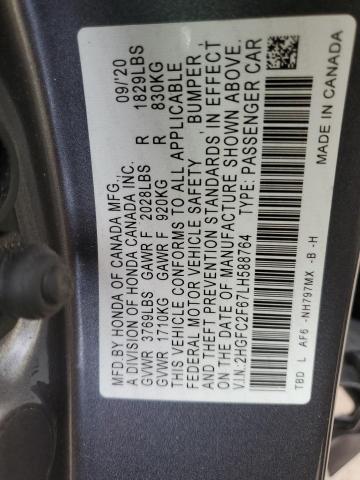 MFD.BY HONDA OF CANADA MFG., 09/'20
A DIVISION OF HONDA CANADA INC.
GVWR 3769LBS GAWR F 2028LBS R 1829LBS
GVWR 1710KG GAWR F 920KG R 830KG
THIS VEHICLE CONFORMS TO ALL APPLICABLE
FEDERAL MOTOR VEHICLE SAFETY , BUMPER ,
THEFT PREVENTION STANDARDS IN EFFECT
ON THE DATE OF MANUFACTURE SHOWN ABOVE.
V.I.N: 2HGFC2F67LH588764 TYPE: PASSENGER CAR
TBD L AF6 -NH797MX -B -H
MADE IN CANADA